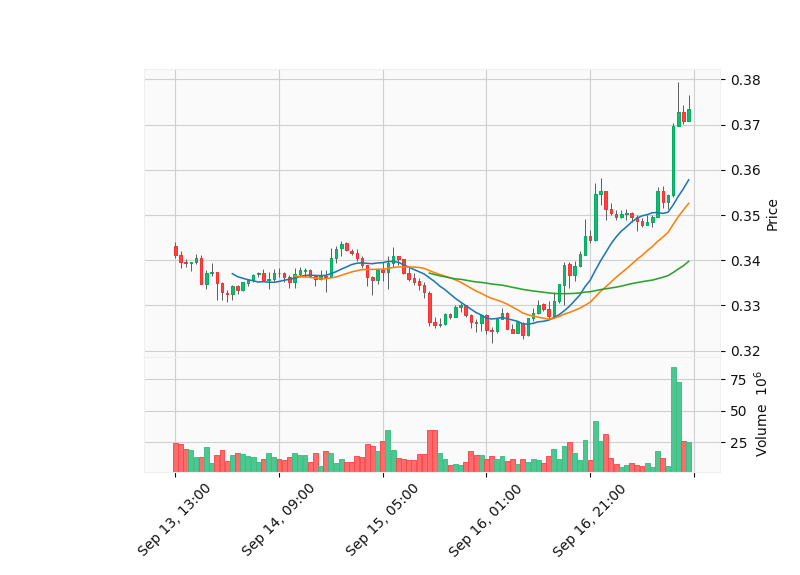 0.38
0.37
0.36
0.35
0.34
0.33
0.32
Price
75
50
25
Volume 10^6
Sep 13, 13:00
Sep 14, 09:00
Sep 15, 05:00
Sep 16, 01:00
Sep 16, 21:00